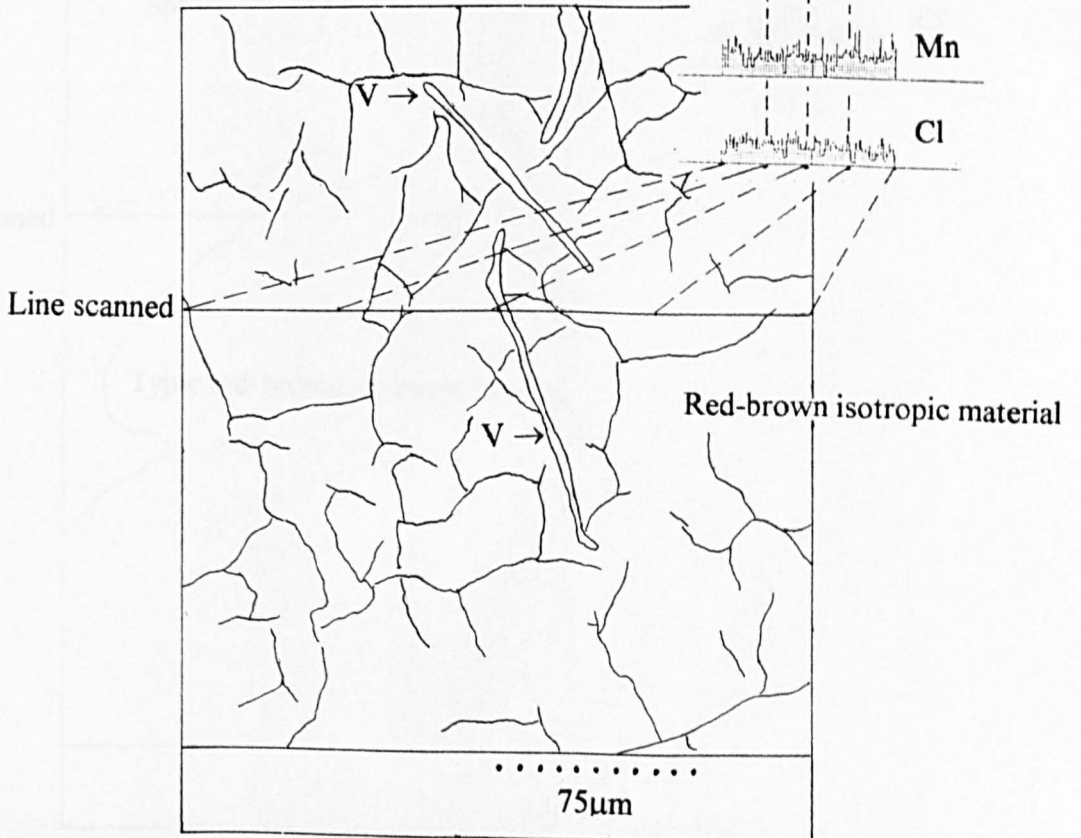 Mn
V →
Cl
Line scanned
Red-brown isotropic material
V →
75μm